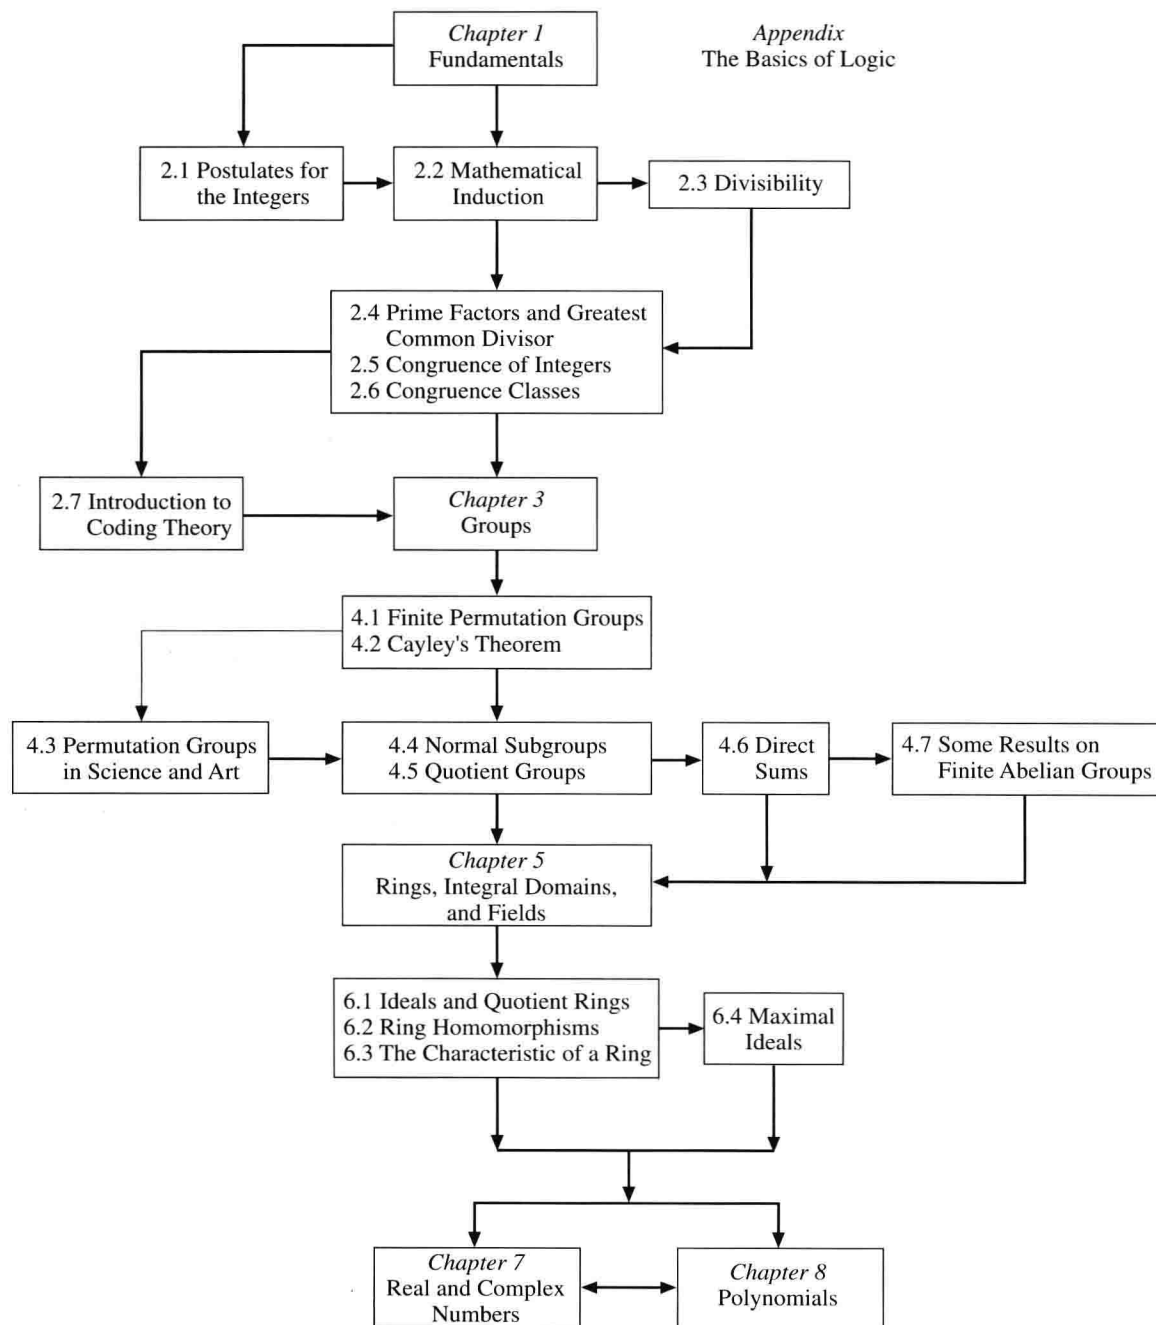 Chapter 1
Fundamentals
Appendix
The Basics of Logic
2.1 Postulates for
the Integers
2.2 Mathematical
Induction
2.3 Divisibility
2.4 Prime Factors and Greatest
Common Divisor
2.5 Congruence of Integers
2.6 Congruence Classes
2.7 Introduction to
Coding Theory
Chapter 3
Groups
4.1 Finite Permutation Groups
4.2 Cayley's Theorem
4.3 Permutation Groups
in Science and Art
4.4 Normal Subgroups
4.5 Quotient Groups
4.6 Direct
Sums
4.7 Some Results on
Finite Abelian Groups
Chapter 5
Rings, Integral Domains,
and Fields
6.1 Ideals and Quotient Rings
6.2 Ring Homomorphisms
6.3 The Characteristic of a Ring
6.4 Maximal
Ideals
Chapter 7
Real and Complex
Numbers
Chapter 8
Polynomials